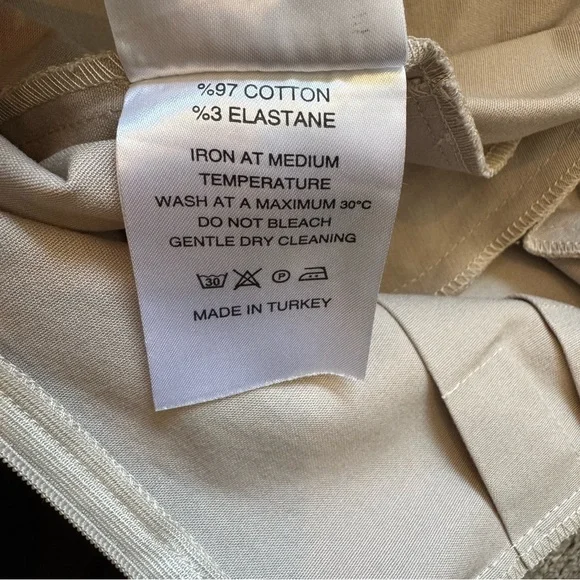 %97 COTTON
%3 ELASTANE
IRON AT MEDIUM
TEMPERATURE
WASH AT A MAXIMUM 30°C
DO NOT BLEACH
GENTLE DRY CLEANING
30 P
MADE IN TURKEY